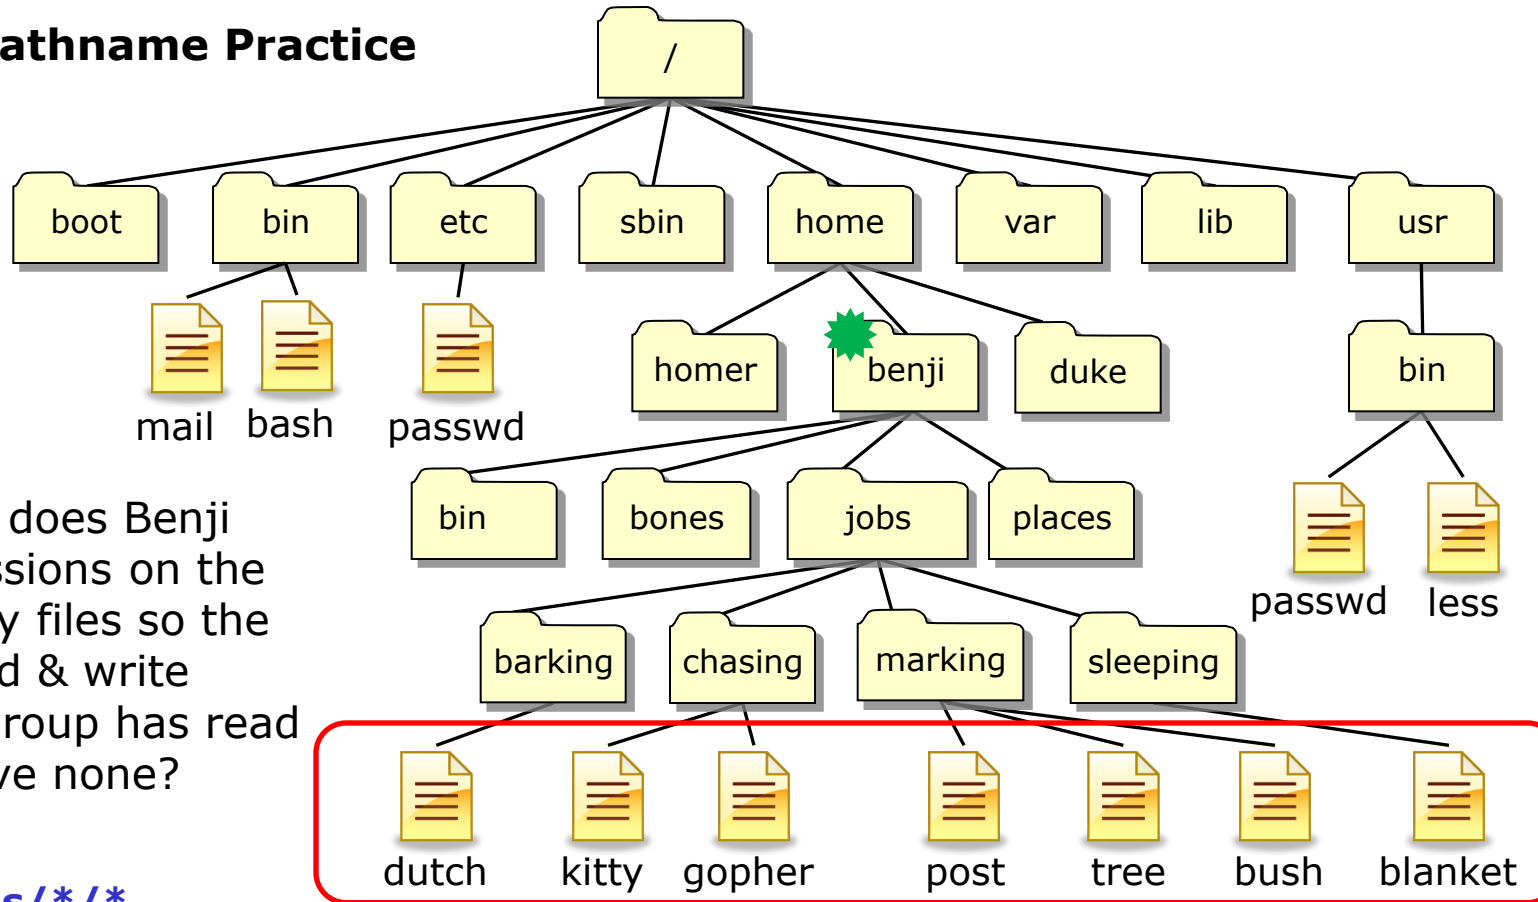 athname Practice
/
boot bin etc sbin home var lib usr
mail bash passwd
homer benji duke bin
bin bones jobs places
passwd less
barking chasing marking sleeping
does Benji
ssions on the
y files so the
d & write
roup has read
ve none?
dutch kitty gopher post tree bush blanket
s/*/*